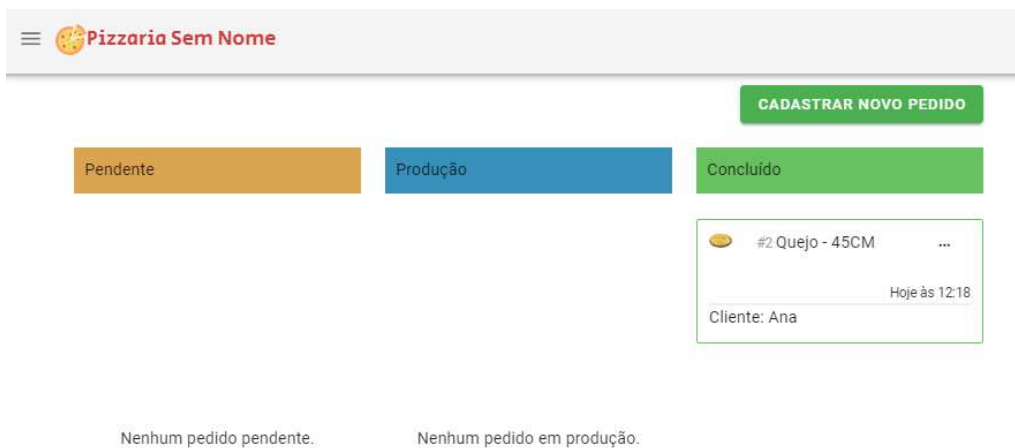 Pizzaria Sem Nome
CADASTRAR NOVO PEDIDO
Pendente
Produção
Concluído
#2 Quejo - 45CM ...
Hoje às 12:18
Cliente: Ana
Nenhum pedido pendente.
Nenhum pedido em produção.